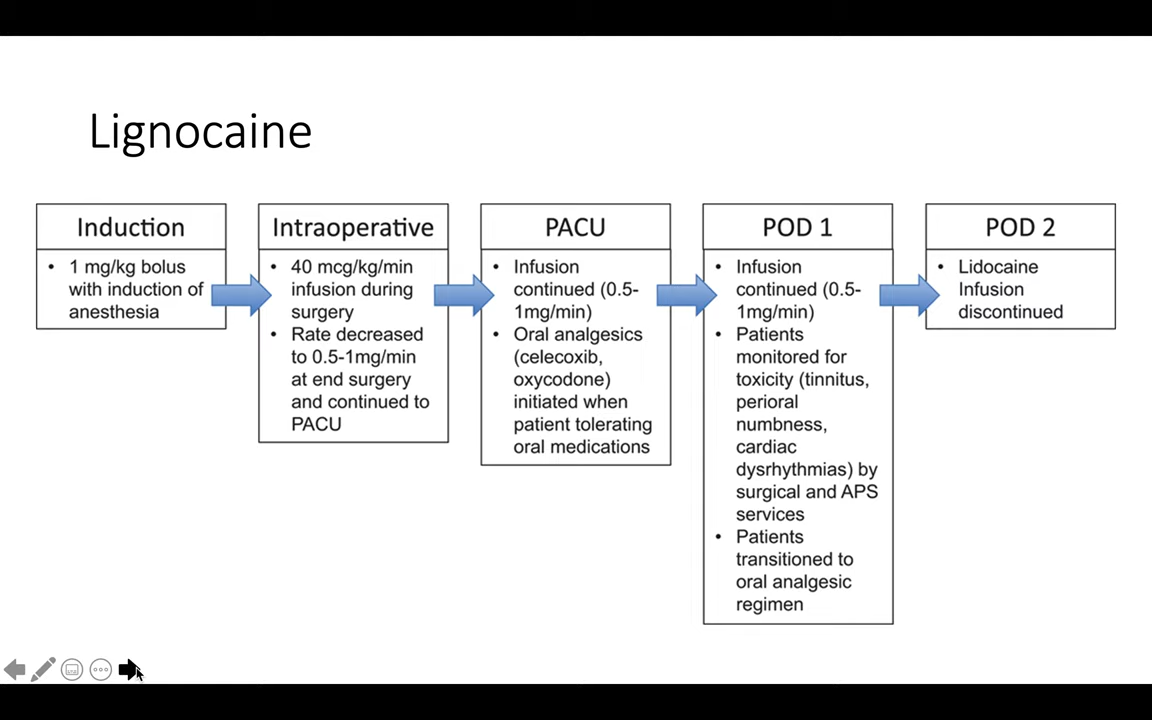 Lignocaine
Induction
• 1 mg/kg bolus
with induction of
anesthesia
Intraoperative
• 40 mcg/kg/min
infusion during
surgery
• Rate decreased
to 0.5-1mg/min
at end surgery
and continued to
PACU
PACU
• Infusion
continued (0.5-
1mg/min)
• Oral analgesics
(celecoxib,
oxycodone)
initiated when
patient tolerating
oral medications
POD 1
• Infusion
continued (0.5-
1mg/min)
• Patients
monitored for
toxicity (tinnitus,
perioral
numbness,
cardiac
dysrhythmias) by
surgical and APS
services
• Patients
transitioned to
oral analgesic
regimen
POD 2
• Lidocaine
Infusion
discontinued